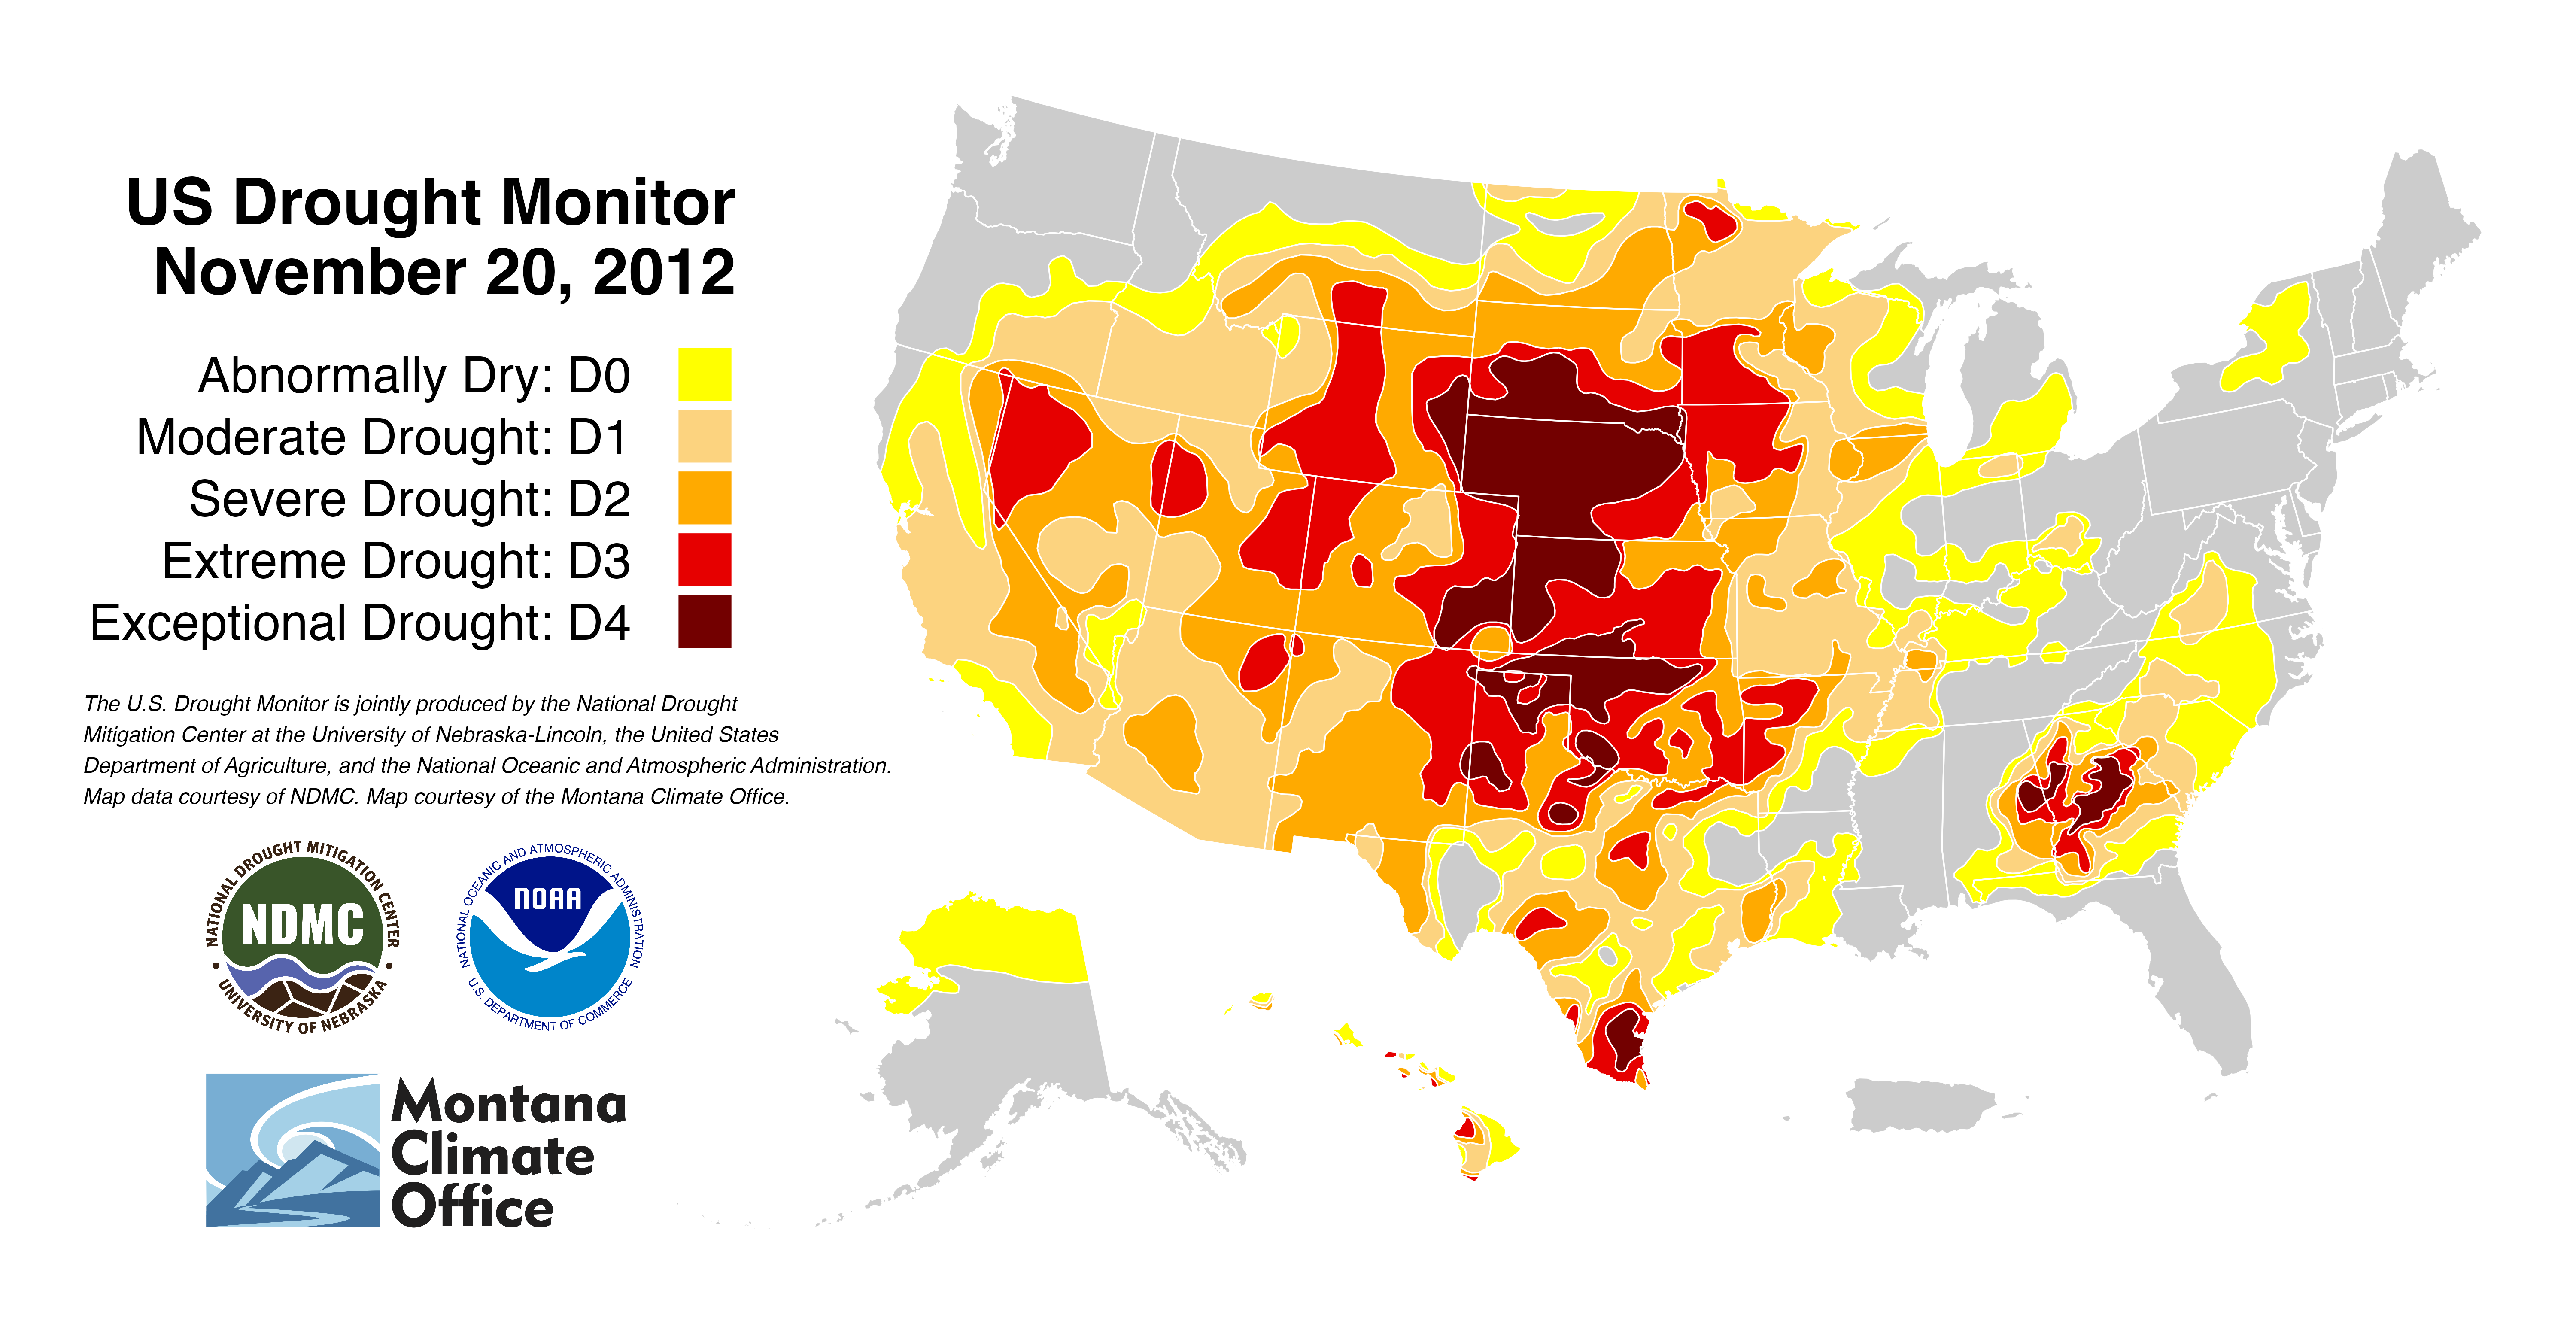 US Drought Monitor
November 20, 2012
Abnormally Dry: D0
Moderate Drought: D1
Severe Drought: D2
Extreme Drought: D3
Exceptional Drought: D4
The U.S. Drought Monitor is jointly produced by the National Drought
Mitigation Center at the University of Nebraska-Lincoln, the United States
Department of Agriculture, and the National Oceanic and Atmospheric Administration.
Map data courtesy of NDMC. Map courtesy of the Montana Climate Office.
NATIONAL DROUGHT MITIGATION CENTER
NDMC
• UNIVERSITY OF NEBRASKA •
NATIONAL OCEANIC AND ATMOSPHERIC ADMINISTRATION
NOAA
U.S. DEPARTMENT OF COMMERCE
Montana
Climate
Office